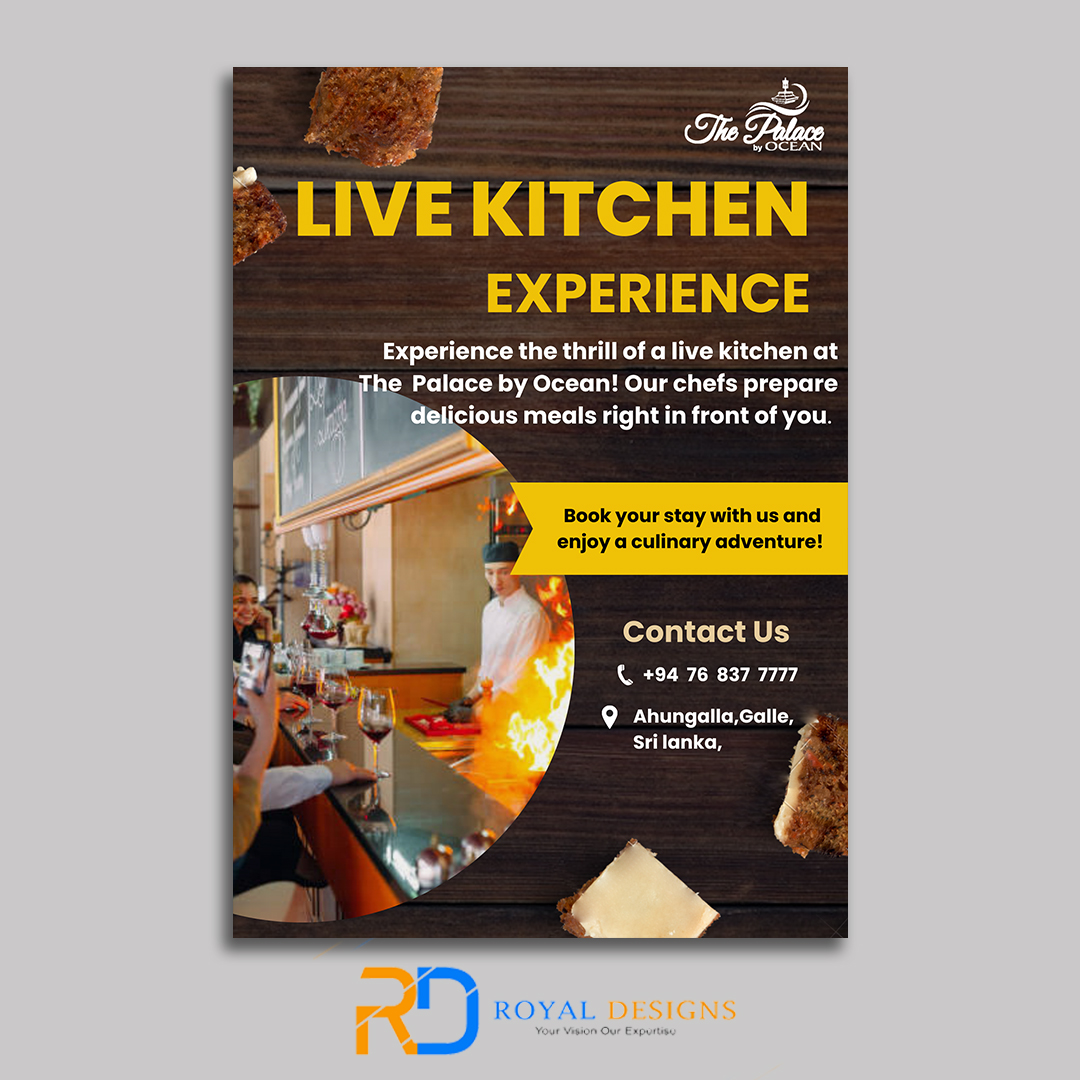 The Palace
by OCEAN
LIVE KITCHEN
EXPERIENCE
Experience the thrill of a live kitchen at
The Palace by Ocean! Our chefs prepare
delicious meals right in front of you.
Book your stay with us and
enjoy a culinary adventure!
Contact Us
+94 76 837 7777
Ahungalla,Galle,
Sri lanka,
RD
ROYAL DESIGNS
Your Vision Our Expertise